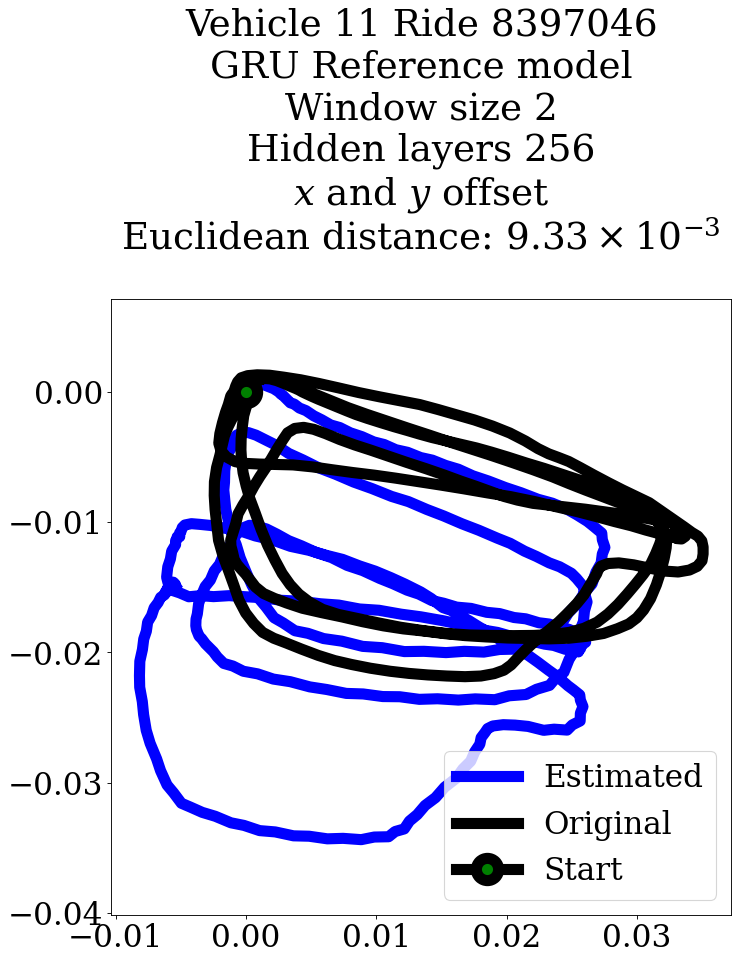 Vehicle 11 Ride 8397046
GRU Reference model
Window size 2
Hidden layers 256
x and y offset
Euclidean distance: 9.33 × 10⁻³
0.00
−0.01
−0.02
−0.03
−0.04
−0.01 0.00 0.01 0.02 0.03
Estimated
Original
Start